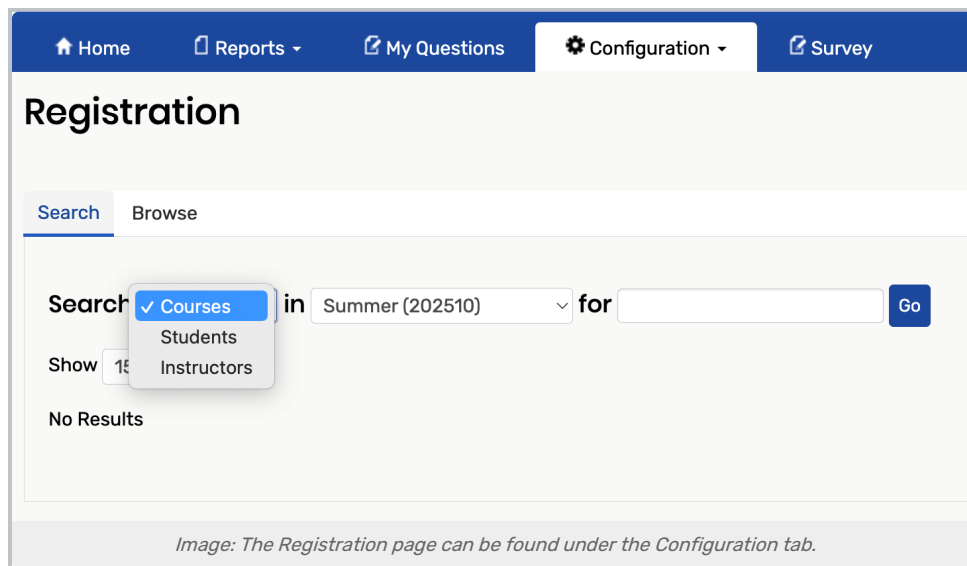 Home Reports My Questions Configuration Survey
Registration
Search Browse
Search Courses in Summer (202510) for Go
Students
Show Instructors
No Results
Image: The Registration page can be found under the Configuration tab.